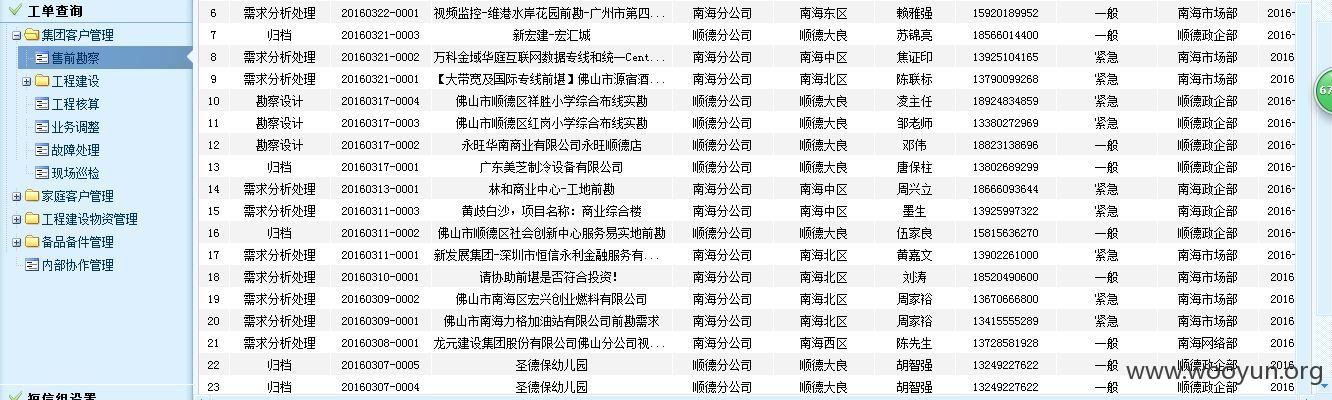 工单查询
集团客户管理
售前勘察
工程建设
工程核算
业务调整
故障处理
现场巡检
家庭客户管理
工程建设物资管理
备品备件管理
内部协作管理
短信组设置
6 需求分析处理 20160322-0001 视频监控-维港水岸花园前勘-广州市第四... 南海分公司 南海东区 赖雅强 15920189952 一般 南海市场部 2016-
7 归档 20160321-0003 新宏建-宏汇城 顺德分公司 顺德大良 苏锦亮 18566014400 一般 顺德政企部 2016-
8 需求分析处理 20160321-0002 万科金域华庭互联网数据专线和统一Cent... 顺德分公司 顺德大良 焦证印 13925104165 紧急 顺德政企部 2016-
9 需求分析处理 20160321-0001 【大带宽及国际专线前堪】佛山市源宿酒... 南海分公司 南海北区 陈联标 13790099268 紧急 南海市场部 2016-
10 勘察设计 20160317-0004 佛山市顺德区祥胜小学综合布线实勘 顺德分公司 顺德大良 凌主任 18924834859 紧急 顺德政企部 2016-
11 勘察设计 20160317-0003 佛山市顺德区红岗小学综合布线实勘 顺德分公司 顺德大良 邹老师 13380272969 紧急 顺德政企部 2016-
12 勘察设计 20160317-0002 永旺华南商业有限公司永旺顺德店 顺德分公司 顺德大良 邓伟 18823138696 一般 顺德政企部 2016-
13 归档 20160317-0001 广东美芝制冷设备有限公司 顺德分公司 顺德大良 唐保柱 13802689299 一般 顺德政企部 2016-
14 需求分析处理 20160313-0001 林和商业中心-工地前勘 南海分公司 南海中区 周兴立 18666093644 紧急 南海市场部 2016-
15 需求分析处理 20160311-0003 黄歧白沙，项目名称：商业综合楼 南海分公司 南海中区 墨生 13925997322 紧急 南海市场部 2016-
16 归档 20160311-0002 佛山市顺德区社会创新中心服务易实地前勘 顺德分公司 顺德大良 伍家良 15815636270 一般 顺德政企部 2016-
17 需求分析处理 20160311-0001 新发展集团-深圳市恒信永利金融服务有... 南海分公司 南海北区 黄嘉文 13902261000 紧急 南海市场部 2016-
18 需求分析处理 20160310-0001 请协助前堪是否符合投资！ 南海分公司 南海北区 刘涛 18520490600 一般 南海市场部 2016-
19 需求分析处理 20160309-0002 佛山市南海区宏兴创业燃料有限公司 南海分公司 南海北区 周家裕 13670666800 紧急 南海市场部 2016-
20 需求分析处理 20160309-0001 佛山市南海力格加油站有限公司前勘需求 南海分公司 南海北区 周家裕 13415555289 紧急 南海市场部 2016
21 需求分析处理 20160308-0001 龙元建设集团股份有限公司佛山分公司视... 南海分公司 南海西区 陈先生 13728581928 一般 南海网络部 2016
22 归档 20160307-0005 圣德保幼儿园 顺德分公司 顺德大良 胡智强 13249227622 一般 顺德政企部 2016
23 归档 20160307-0004 圣德保幼儿园 顺德分公司 顺德大良 胡智强 13249227622 一般 顺德政企部 2016-
67
www.wooyun.org